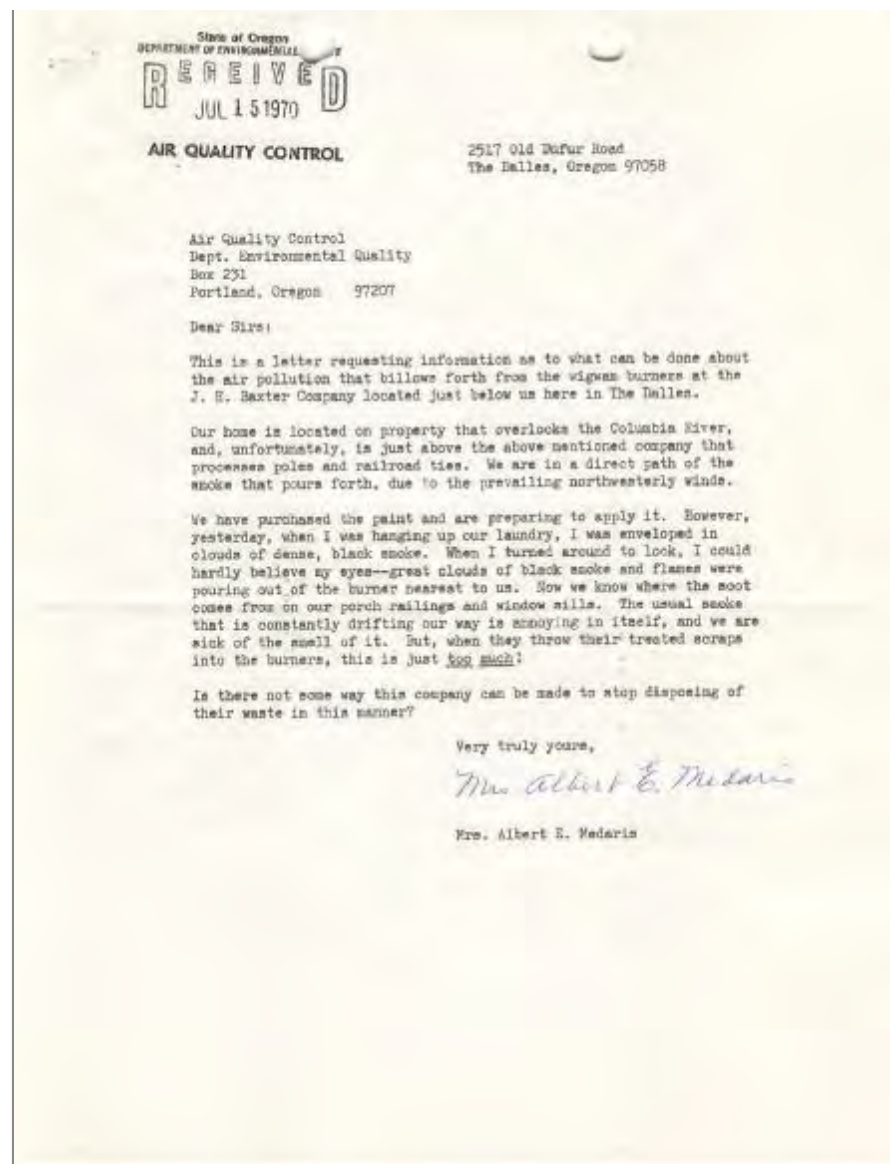 State of Oregon
DEPARTMENT OF ENVIRONMENTAL
RECEIVED
JUL 15 1970
AIR QUALITY CONTROL
2517 Old Dufur Road
The Dalles, Oregon 97058
Air Quality Control
Dept. Environmental Quality
Box 231
Portland, Oregon 97207
Dear Sirs:
This is a letter requesting information as to what can be done about
the air pollution that billows forth from the wigwam burners at the
J. H. Baxter Company located just below us here in The Dalles.
Our home is located on property that overlooks the Columbia River,
and, unfortunately, is just above the above mentioned company that
processes poles and railroad ties. We are in a direct path of the
smoke that pours forth, due to the prevailing northwesterly winds.
We have purchased the paint and are preparing to apply it. However,
yesterday, when I was hanging up our laundry, I was enveloped in
clouds of dense, black smoke. When I turned around to look, I could
hardly believe my eyes--great clouds of black smoke and flames were
pouring out of the burner nearest to us. Now we know where the soot
comes from on our porch railings and window sills. The usual smoke
that is constantly drifting our way is annoying in itself, and we are
sick of the smell of it. But, when they throw their treated scraps
into the burners, this is just too much!
Is there not some way this company can be made to stop disposing of
their waste in this manner?
Very truly yours,
Mrs Albert E. Medaris
Mrs. Albert E. Medaris